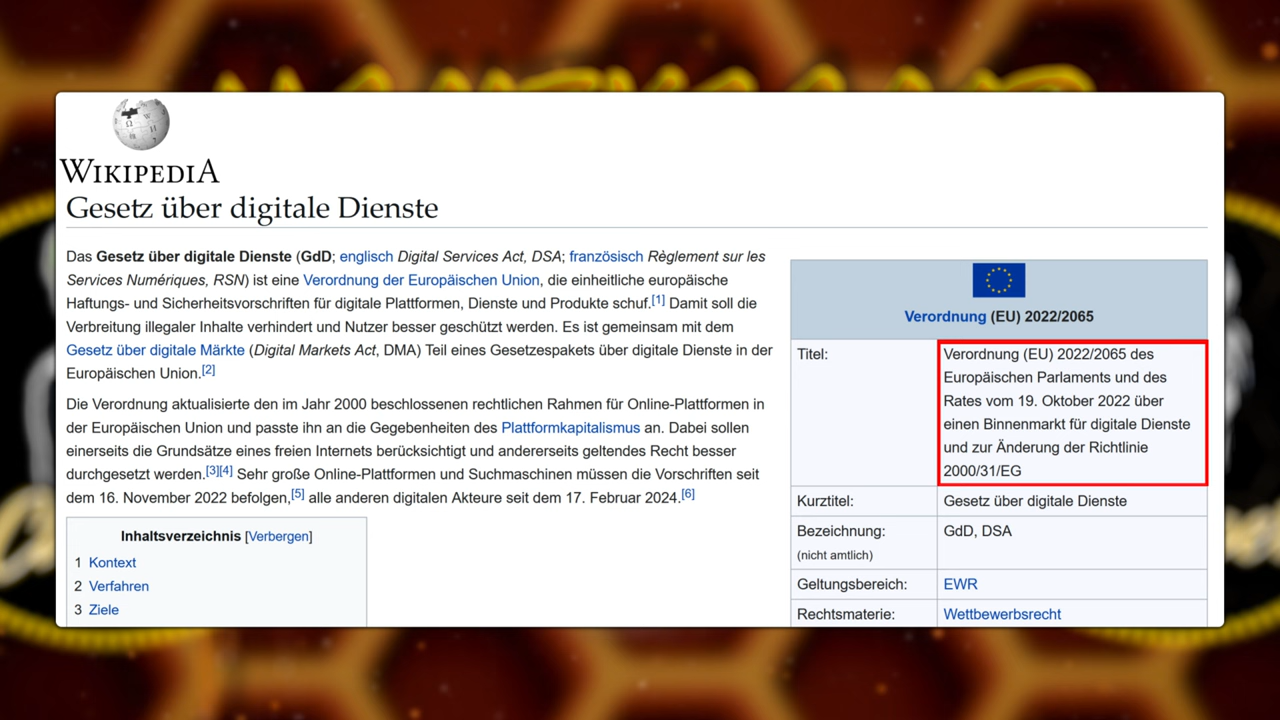 WIKIPEDIA
Gesetz über digitale Dienste
Das Gesetz über digitale Dienste (GdD; englisch Digital Services Act, DSA; französisch Règlement sur les
Services Numériques, RSN) ist eine Verordnung der Europäischen Union, die einheitliche europäische
Haftungs- und Sicherheitsvorschriften für digitale Plattformen, Dienste und Produkte schuf.[1] Damit soll die
Verbreitung illegaler Inhalte verhindert und Nutzer besser geschützt werden. Es ist gemeinsam mit dem
Gesetz über digitale Märkte (Digital Markets Act, DMA) Teil eines Gesetzespakets über digitale Dienste in der
Europäischen Union.[2]
Die Verordnung aktualisierte den im Jahr 2000 beschlossenen rechtlichen Rahmen für Online-Plattformen in
der Europäischen Union und passte ihn an die Gegebenheiten des Plattformkapitalismus an. Dabei sollen
einerseits die Grundsätze eines freien Internets berücksichtigt und andererseits geltendes Recht besser
durchgesetzt werden.[3][4] Sehr große Online-Plattformen und Suchmaschinen müssen die Vorschriften seit
dem 16. November 2022 befolgen,[5] alle anderen digitalen Akteure seit dem 17. Februar 2024.[6]
Inhaltsverzeichnis [Verbergen]
1 Kontext
2 Verfahren
3 Ziele
Verordnung (EU) 2022/2065
Titel:
Verordnung (EU) 2022/2065 des
Europäischen Parlaments und des
Rates vom 19. Oktober 2022 über
einen Binnenmarkt für digitale Dienste
und zur Änderung der Richtlinie
2000/31/EG
Kurztitel: Gesetz über digitale Dienste
Bezeichnung: GdD, DSA
(nicht amtlich)
Geltungsbereich: EWR
Rechtsmaterie: Wettbewerbsrecht